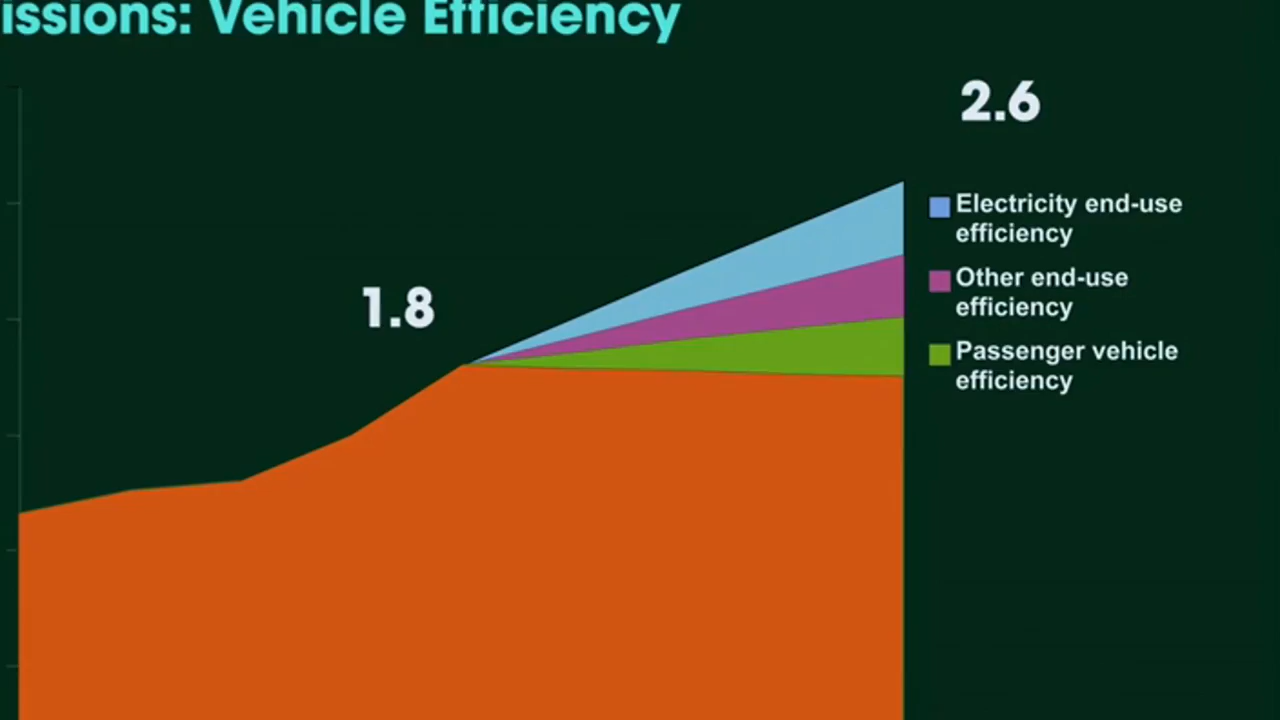 issions: Vehicle Efficiency
2.6
Electricity end-use
efficiency
Other end-use
efficiency
1.8
Passenger vehicle
efficiency